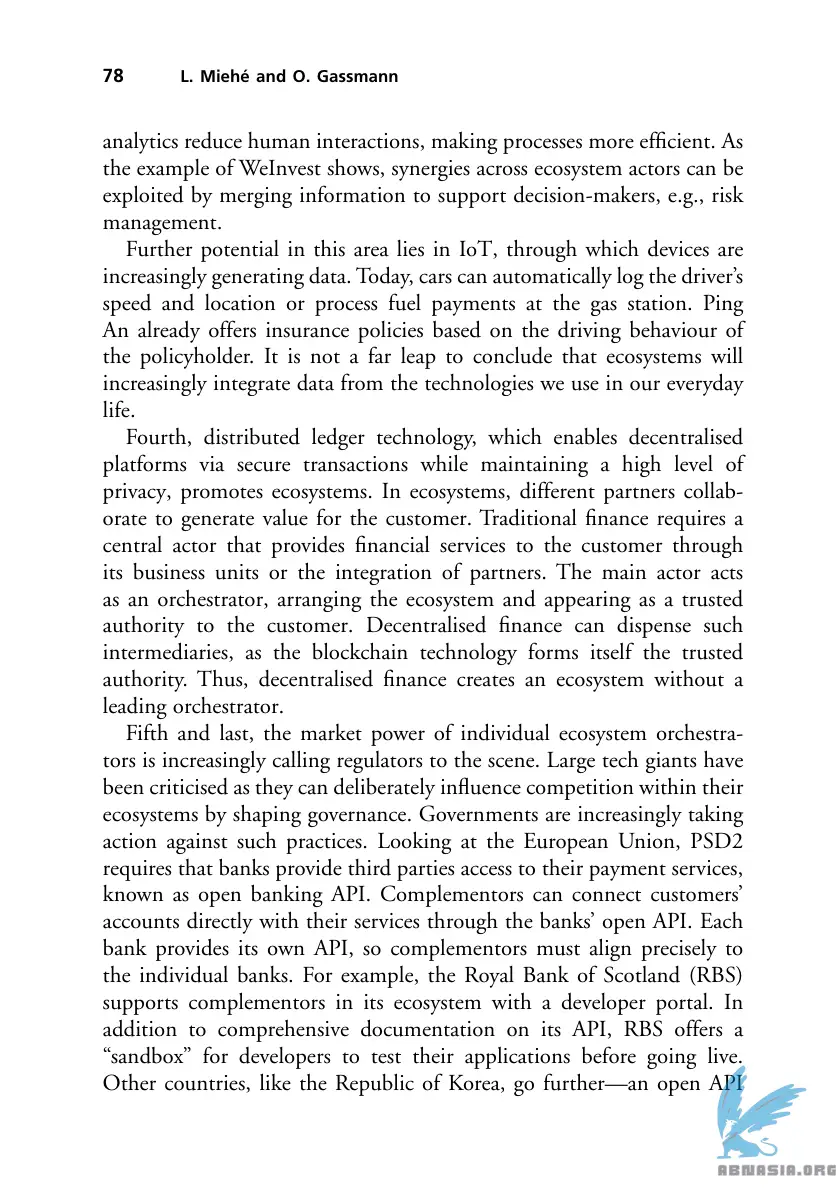 78 L. Miehé and O. Gassmann
analytics reduce human interactions, making processes more efficient. As
the example of WeInvest shows, synergies across ecosystem actors can be
exploited by merging information to support decision-makers, e.g., risk
management.
Further potential in this area lies in IoT, through which devices are
increasingly generating data. Today, cars can automatically log the driver’s
speed and location or process fuel payments at the gas station. Ping
An already offers insurance policies based on the driving behaviour of
the policyholder. It is not a far leap to conclude that ecosystems will
increasingly integrate data from the technologies we use in our everyday
life.
Fourth, distributed ledger technology, which enables decentralised
platforms via secure transactions while maintaining a high level of
privacy, promotes ecosystems. In ecosystems, different partners collab-
orate to generate value for the customer. Traditional finance requires a
central actor that provides financial services to the customer through
its business units or the integration of partners. The main actor acts
as an orchestrator, arranging the ecosystem and appearing as a trusted
authority to the customer. Decentralised finance can dispense such
intermediaries, as the blockchain technology forms itself the trusted
authority. Thus, decentralised finance creates an ecosystem without a
leading orchestrator.
Fifth and last, the market power of individual ecosystem orchestra-
tors is increasingly calling regulators to the scene. Large tech giants have
been criticised as they can deliberately influence competition within their
ecosystems by shaping governance. Governments are increasingly taking
action against such practices. Looking at the European Union, PSD2
requires that banks provide third parties access to their payment services,
known as open banking API. Complementors can connect customers’
accounts directly with their services through the banks’ open API. Each
bank provides its own API, so complementors must align precisely to
the individual banks. For example, the Royal Bank of Scotland (RBS)
supports complementors in its ecosystem with a developer portal. In
addition to comprehensive documentation on its API, RBS offers a
“sandbox” for developers to test their applications before going live.
Other countries, like the Republic of Korea, go further—an open API
ABNASIA.ORG